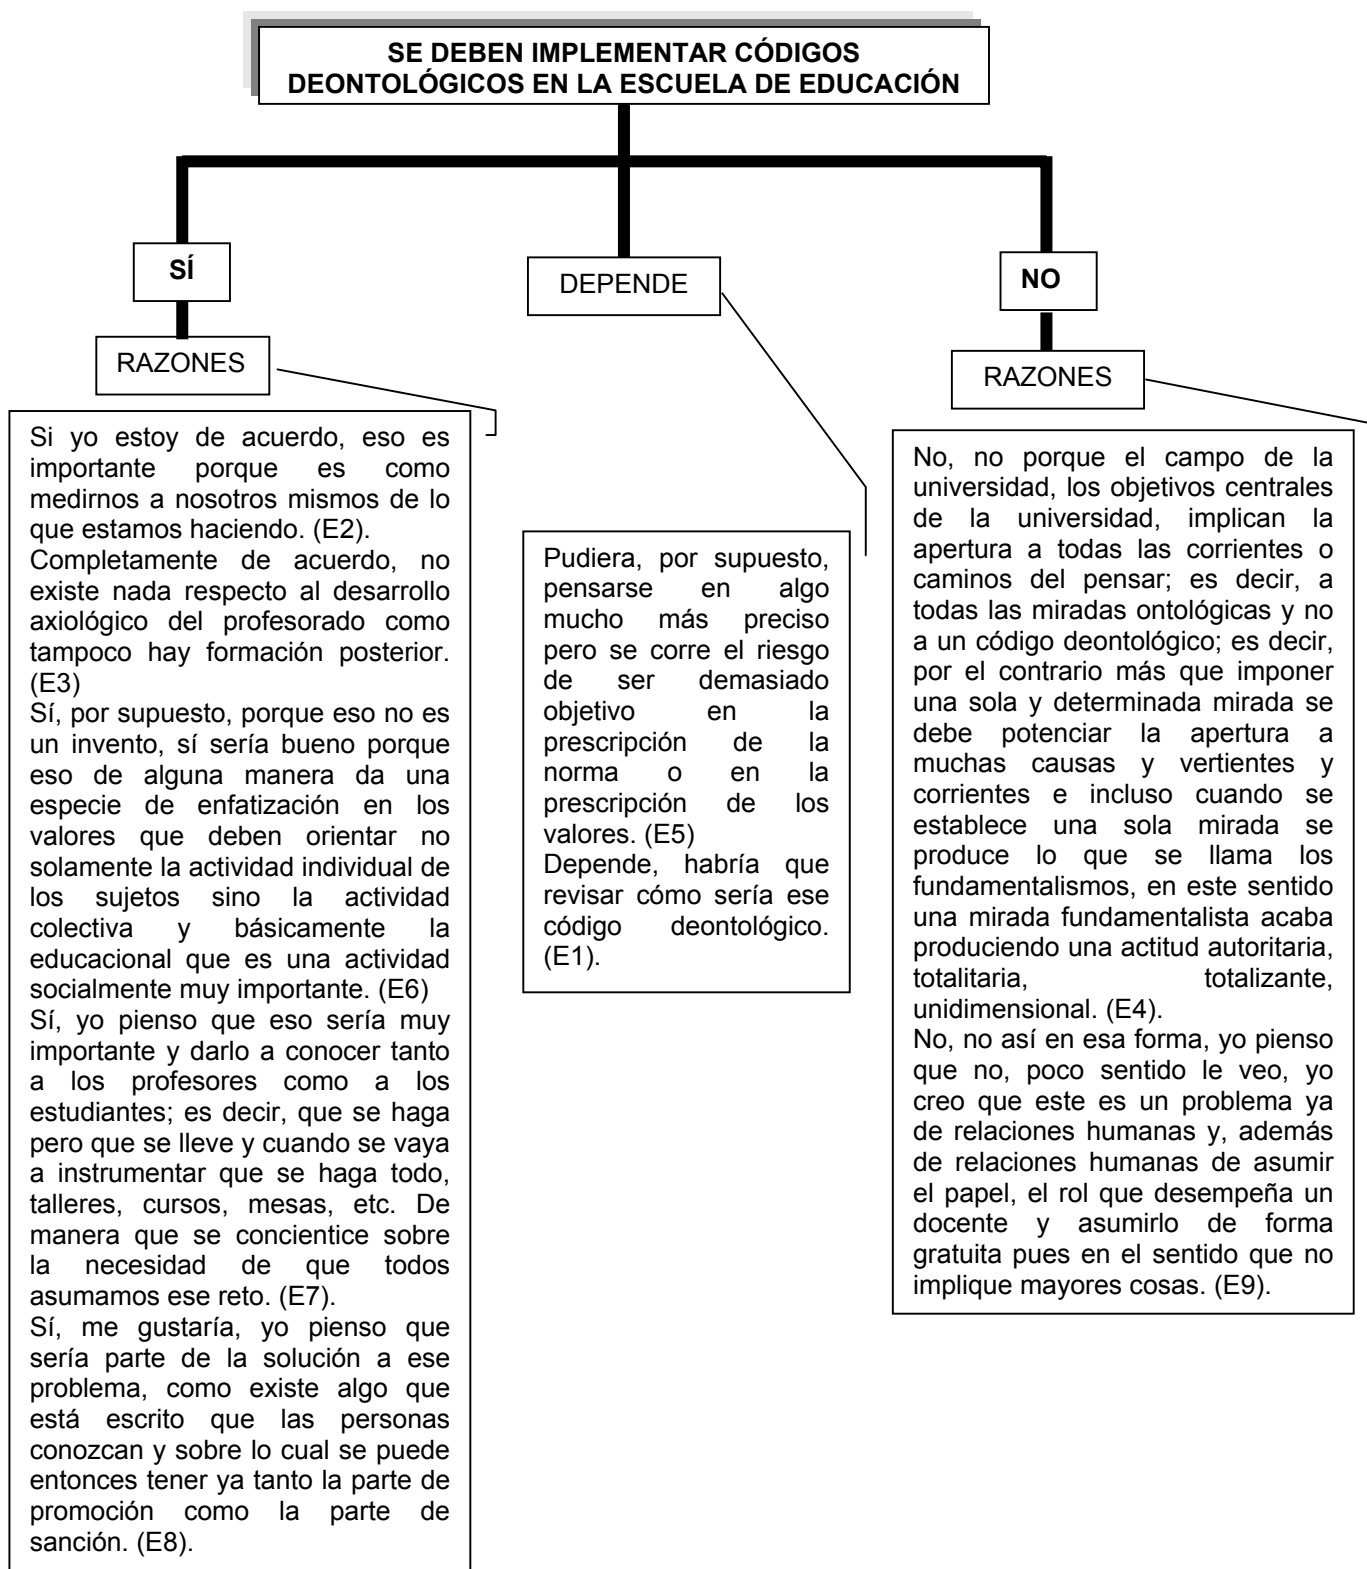 SE DEBEN IMPLEMENTAR CÓDIGOS
DEONTOLÓGICOS EN LA ESCUELA DE EDUCACIÓN
SÍ
RAZONES
Si yo estoy de acuerdo, eso es
importante porque es como
medirnos a nosotros mismos de lo
que estamos haciendo. (E2).
Completamente de acuerdo, no
existe nada respecto al desarrollo
axiológico del profesorado como
tampoco hay formación posterior.
(E3)
Sí, por supuesto, porque eso no es
un invento, sí sería bueno porque
eso de alguna manera da una
especie de enfatización en los
valores que deben orientar no
solamente la actividad individual de
los sujetos sino la actividad
colectiva y básicamente la
educacional que es una actividad
socialmente muy importante. (E6)
Sí, yo pienso que eso sería muy
importante y darlo a conocer tanto
a los profesores como a los
estudiantes; es decir, que se haga
pero que se lleve y cuando se vaya
a instrumentar que se haga todo,
talleres, cursos, mesas, etc. De
manera que se concientice sobre
la necesidad de que todos
asumamos ese reto. (E7).
Sí, me gustaría, yo pienso que
sería parte de la solución a ese
problema, como existe algo que
está escrito que las personas
conozcan y sobre lo cual se puede
entonces tener ya tanto la parte de
promoción como la parte de
sanción. (E8).
DEPENDE
Pudiera, por supuesto,
pensarse en algo
mucho más preciso
pero se corre el riesgo
de ser demasiado
objetivo en la
prescripción de la
norma o en la
prescripción de los
valores. (E5)
Depende, habría que
revisar cómo sería ese
código deontológico.
(E1).
NO
RAZONES
No, no porque el campo de la
universidad, los objetivos centrales
de la universidad, implican la
apertura a todas las corrientes o
caminos del pensar; es decir, a
todas las miradas ontológicas y no
a un código deontológico; es decir,
por el contrario más que imponer
una sola y determinada mirada se
debe potenciar la apertura a
muchas causas y vertientes y
corrientes e incluso cuando se
establece una sola mirada se
produce lo que se llama los
fundamentalismos, en este sentido
una mirada fundamentalista acaba
produciendo una actitud autoritaria,
totalitaria, totalizante,
unidimensional. (E4).
No, no así en esa forma, yo pienso
que no, poco sentido le veo, yo
creo que este es un problema ya
de relaciones humanas y, además
de relaciones humanas de asumir
el papel, el rol que desempeña un
docente y asumirlo de forma
gratuita pues en el sentido que no
implique mayores cosas. (E9).